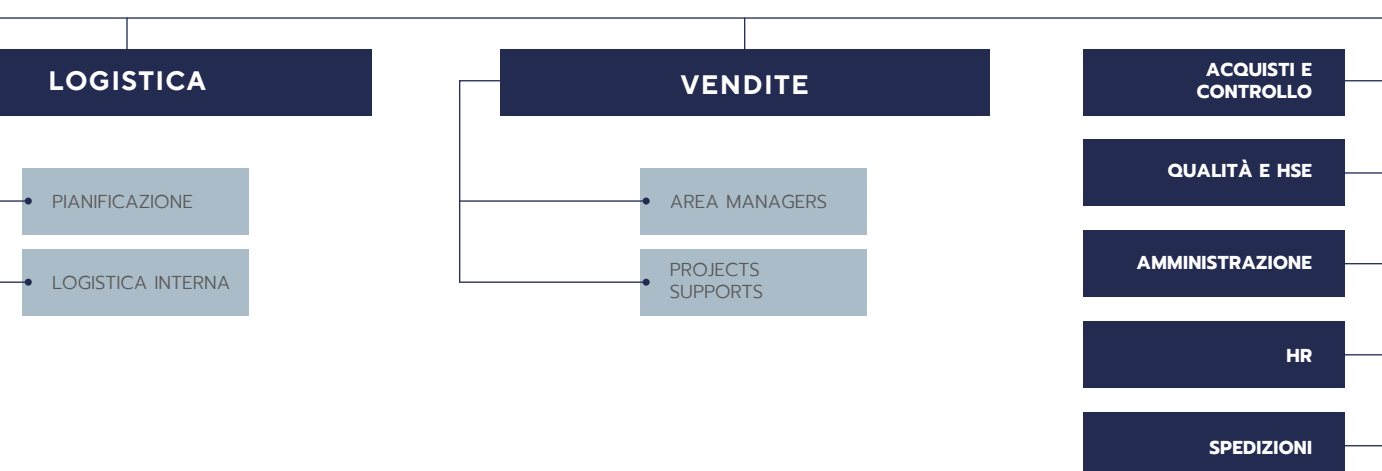 LOGISTICA
PIANIFICAZIONE
LOGISTICA INTERNA
VENDITE
AREA MANAGERS
PROJECTS
SUPPORTS
ACQUISTI E
CONTROLLO
QUALITÀ E HSE
AMMINISTRAZIONE
HR
SPEDIZIONI